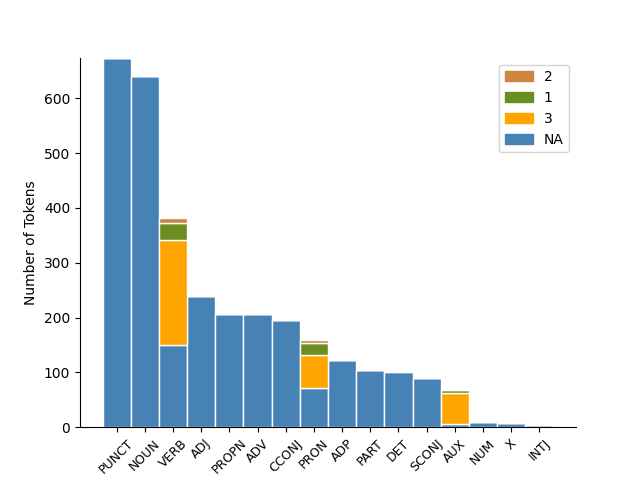 2
1
3
NA
600
500
400
300
200
100
0
Number of Tokens
PUNCT
NOUN
VERB
ADJ
PROPN
ADV
CCONJ
PRON
ADP
PART
DET
SCONJ
AUX
NUM
X
INTJ